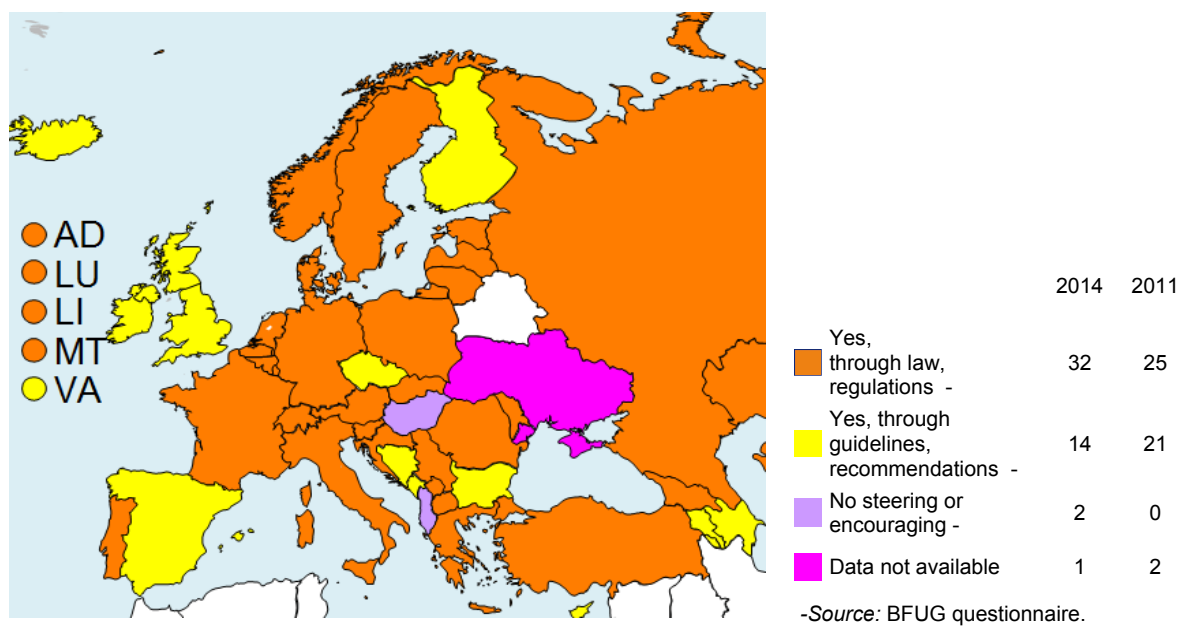 AD
LU
LI
MT
VA
2014 2011
Yes,
through law,
regulations - 32 25
Yes, through
guidelines,
recommendations - 14 21
No steering or
encouraging - 2 0
Data not available 1 2
-Source: BFUG questionnaire.